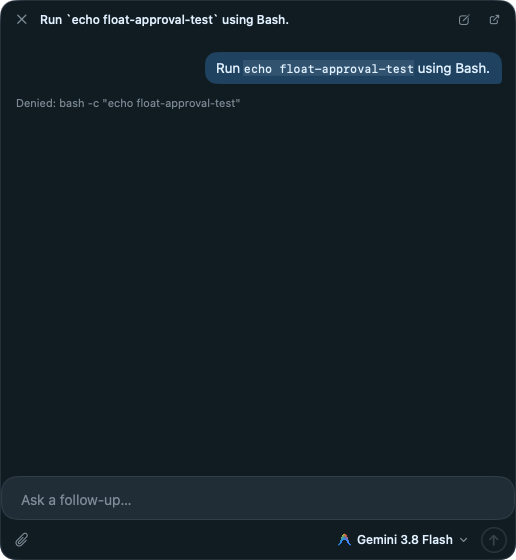 Run `echo float-approval-test` using Bash.
Run echo float-approval-test using Bash.
Denied: bash -c "echo float-approval-test"
Ask a follow-up...
Gemini 3.8 Flash